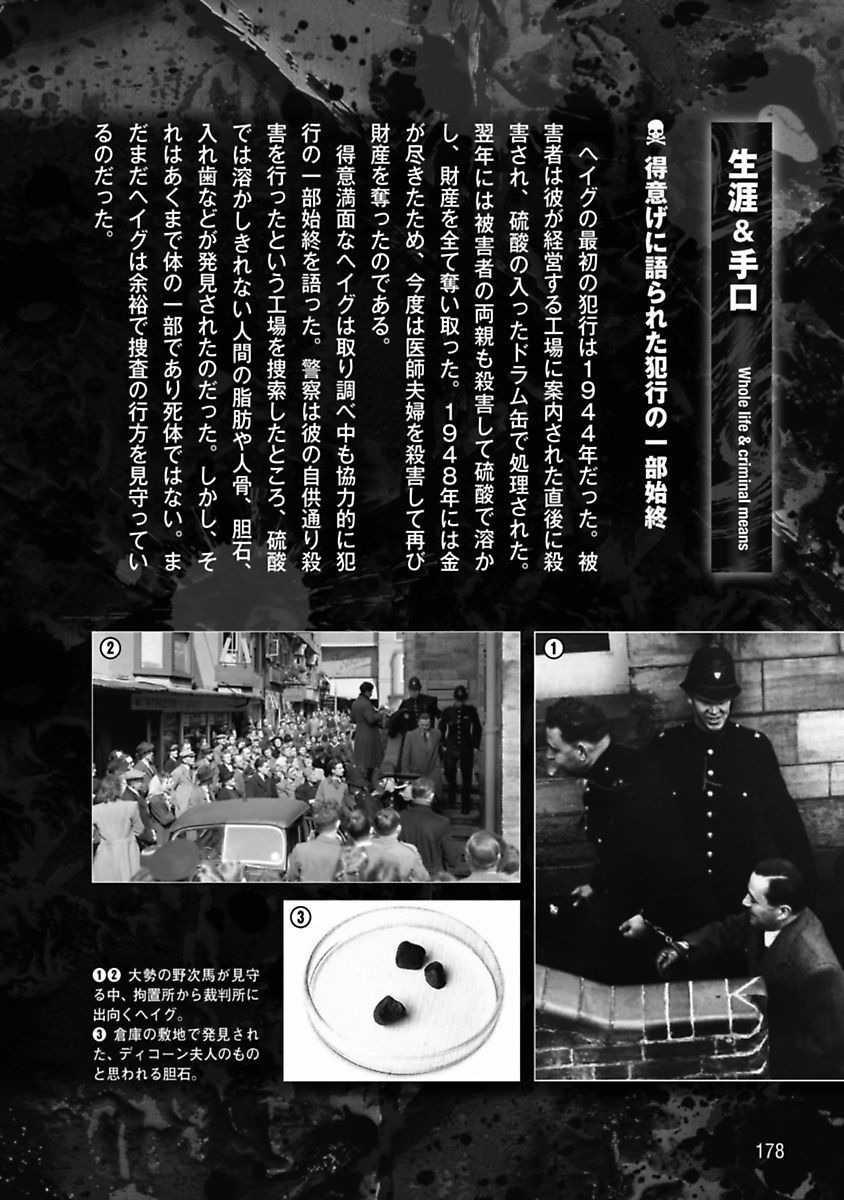 生涯&手口
Whole life & criminal means
得意げに語られた犯行の一部始終
ヘイグの最初の犯行は1944年だった。被
害者は彼が経営する工場に案内された直後に殺
害され、硫酸の入ったドラム缶で処理された。
翌年には被害者の両親も殺害して硫酸で溶か
し、財産を全て奪い取った。1948年には金
が尽きたため、今度は医師夫婦を殺害して再び
財産を奪ったのである。
得意満面なヘイグは取り調べ中も協力的に犯
行の一部始終を語った。警察は彼の自供通り殺
害を行ったという工場を捜索したところ、硫酸
では溶かしきれない人間の脂肪や人骨、胆石、
入れ歯などが発見されたのだった。しかし、そ
れはあくまで体の一部であり死体ではない。ま
だまだヘイグは余裕で捜査の行方を見守ってい
るのだった。
①
②
③
❶❷ 大勢の野次馬が見守
る中、拘置所から裁判所に
出向くヘイグ。
❸ 倉庫の敷地で発見され
た、ディコーン夫人のもの
と思われる胆石。
178